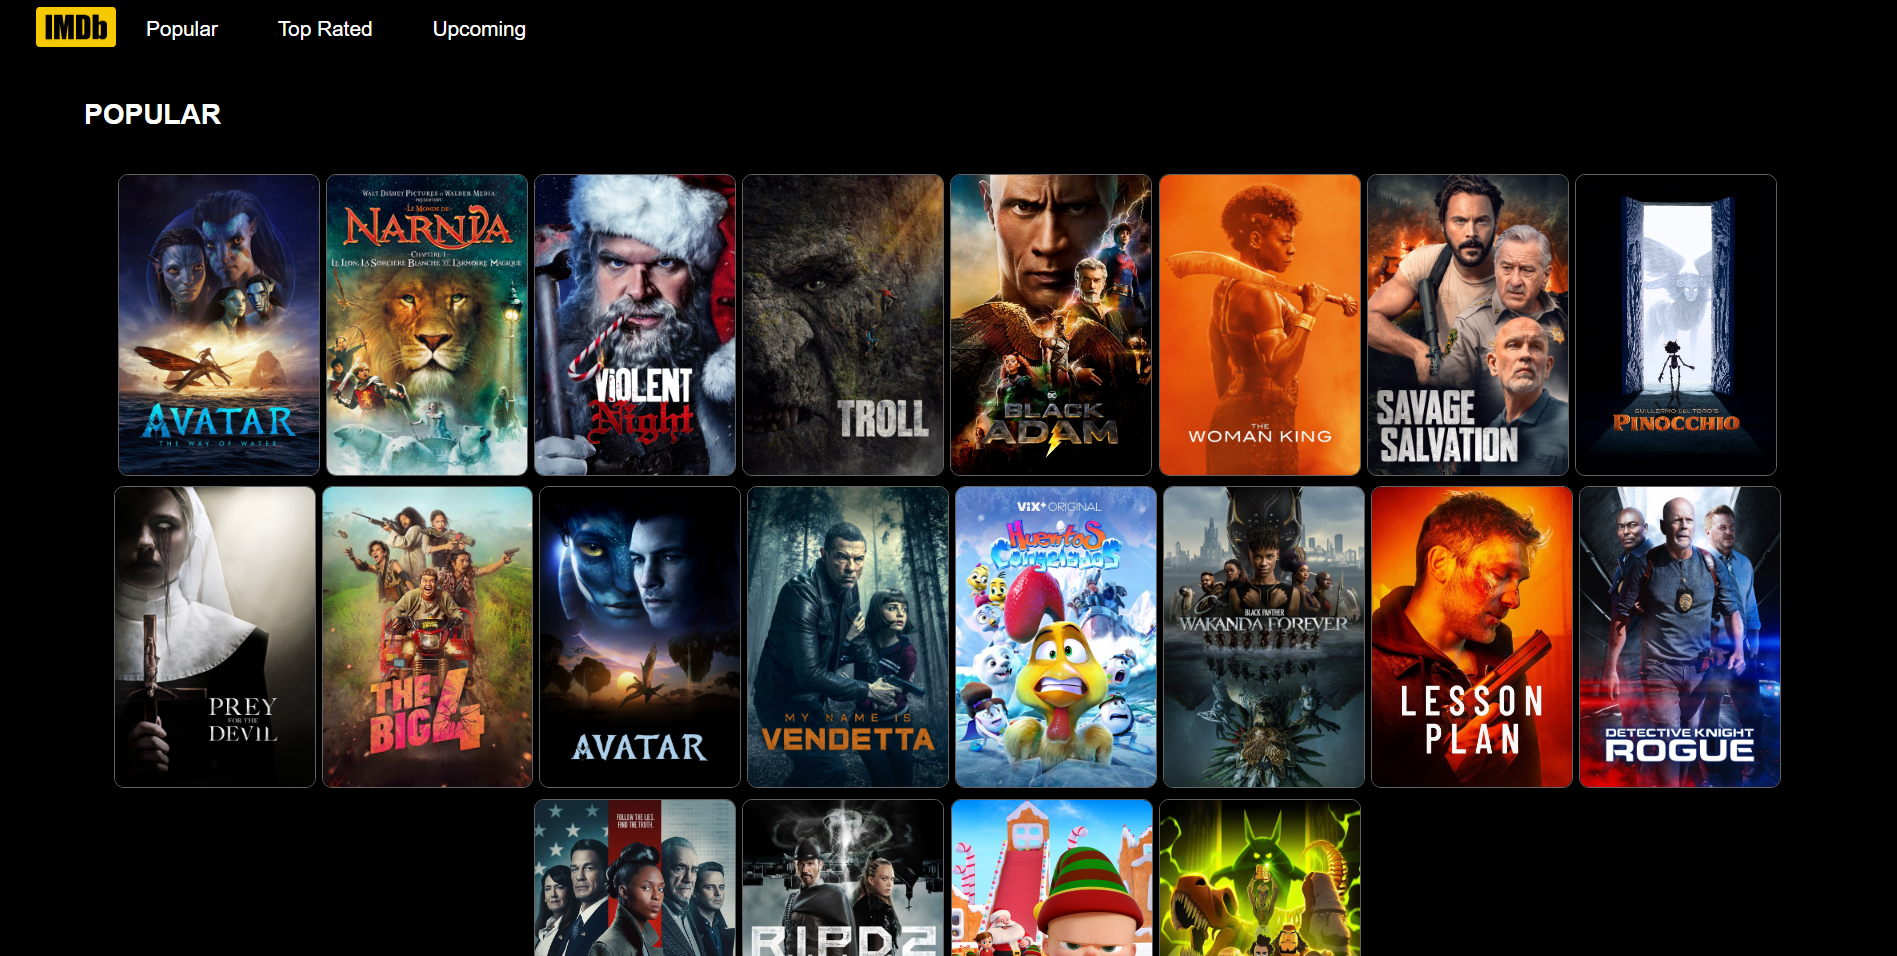 IMDb
Popular
Top Rated
Upcoming
POPULAR
AVATAR
THE WAY OF WATER
WALT DISNEY PICTURES ET WALDEN MEDIA
PRÉSENTENT
LE MONDE DE
NARNIA
CHAPITRE 1
LE LION, LA SORCIÈRE BLANCHE ET L'ARMOIRE MAGIQUE
VIOLENT
Night
TROLL
DC
BLACK
ADAM
THE
WOMAN KING
SAVAGE
SALVATION
GUILLERMO DEL TORO'S
PINOCCHIO
PREY
FOR THE
DEVIL
THE
BIG 4
AVATAR
MY NAME IS
VENDETTA
ViX+ ORIGINAL
Huevitos
Congelados
BLACK PANTHER
WAKANDA FOREVER
LESSON
PLAN
DETECTIVE KNIGHT
ROGUE
FOLLOW THE LIES.
FIND THE TRUTH.
R.I.P.D.2